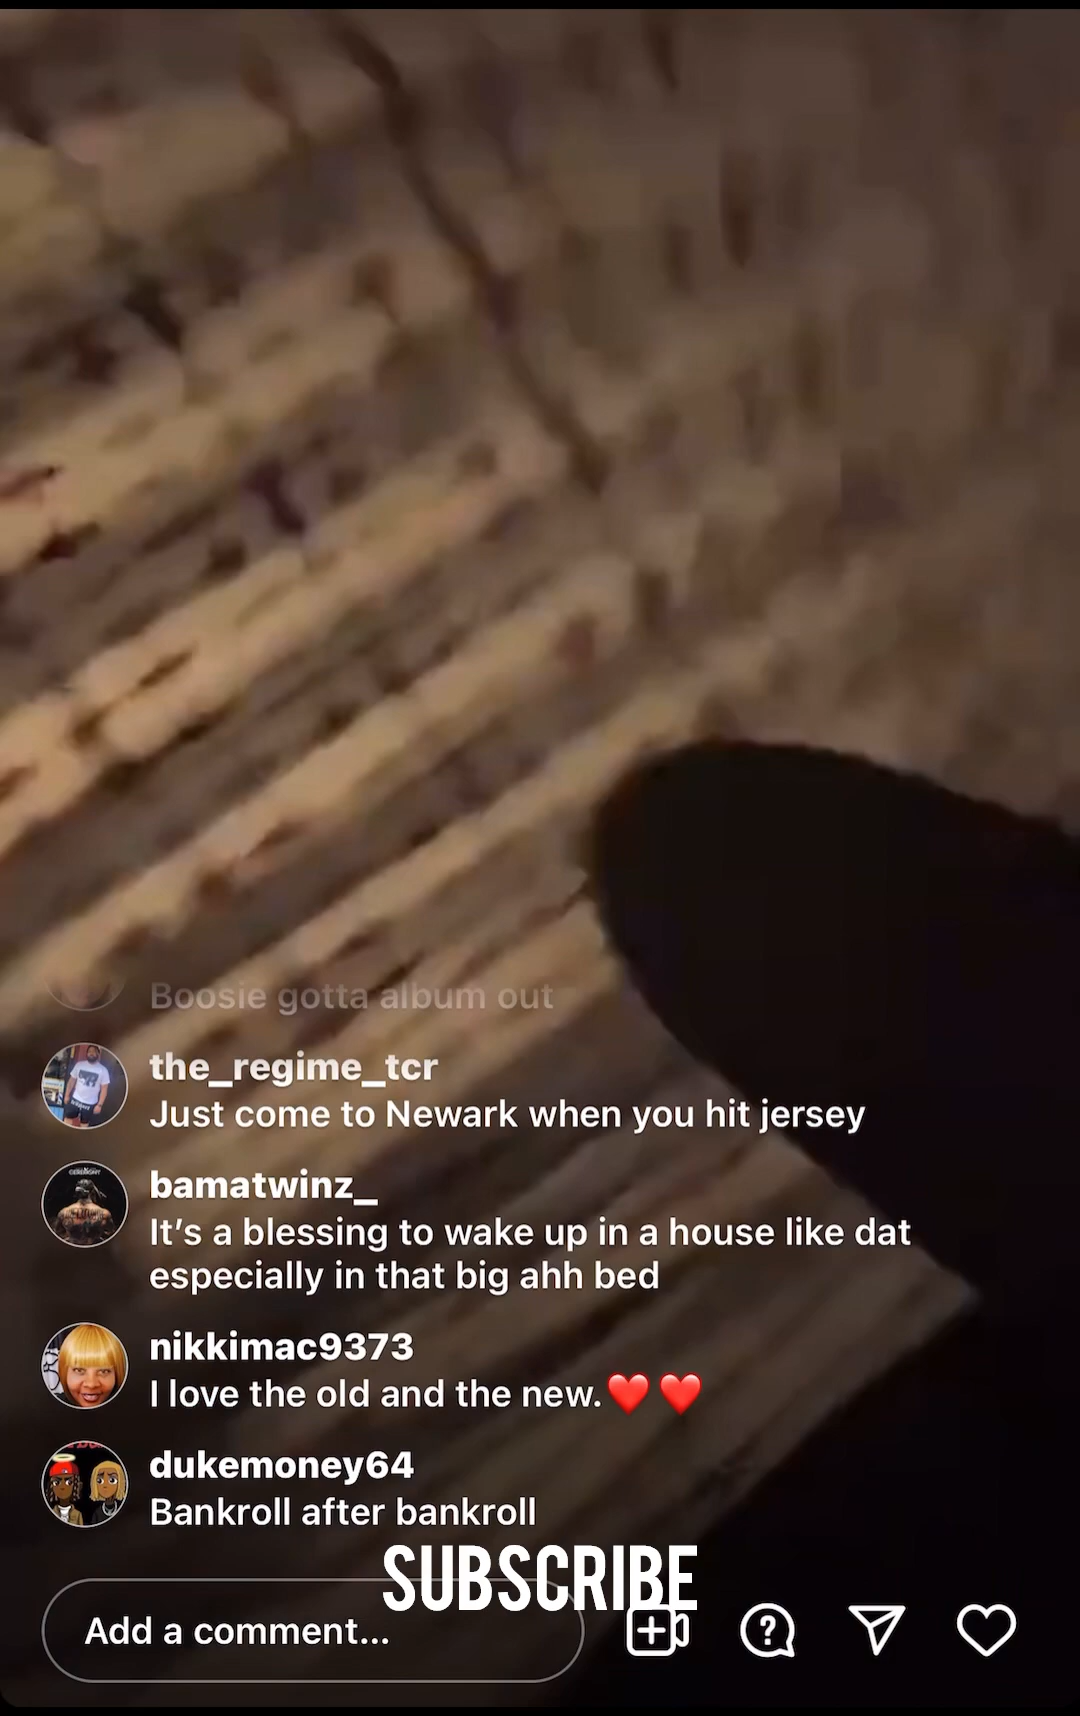 Boosie gotta album out
the_regime_tcr
Just come to Newark when you hit jersey
bamatwinz_
It’s a blessing to wake up in a house like dat
especially in that big ahh bed
nikkimac9373
I love the old and the new.❤️❤️
dukemoney64
Bankroll after bankroll
SUBSCRIBE
Add a comment...